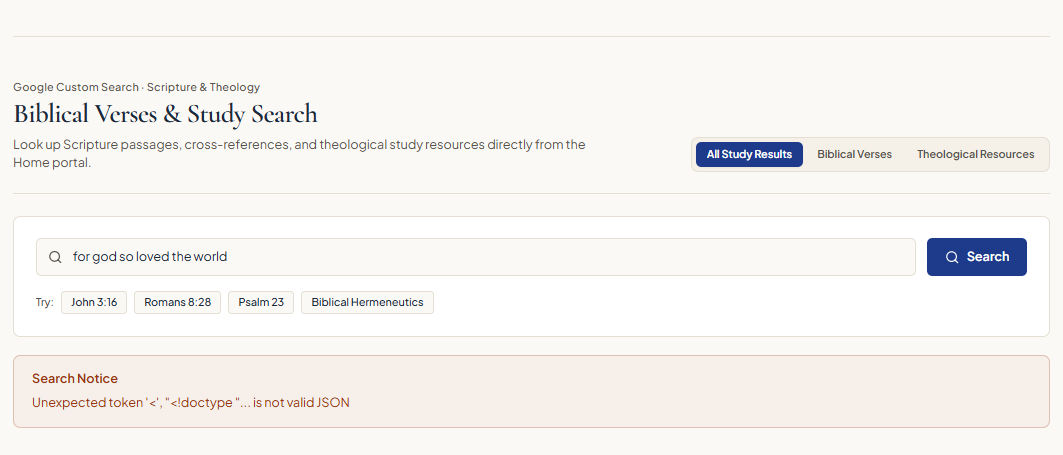 Google Custom Search · Scripture & Theology
Biblical Verses & Study Search
Look up Scripture passages, cross-references, and theological study resources directly from the
Home portal.
All Study Results
Biblical Verses
Theological Resources
for god so loved the world
Search
Try:
John 3:16
Romans 8:28
Psalm 23
Biblical Hermeneutics
Search Notice
Unexpected token '<', "<!doctype "... is not valid JSON